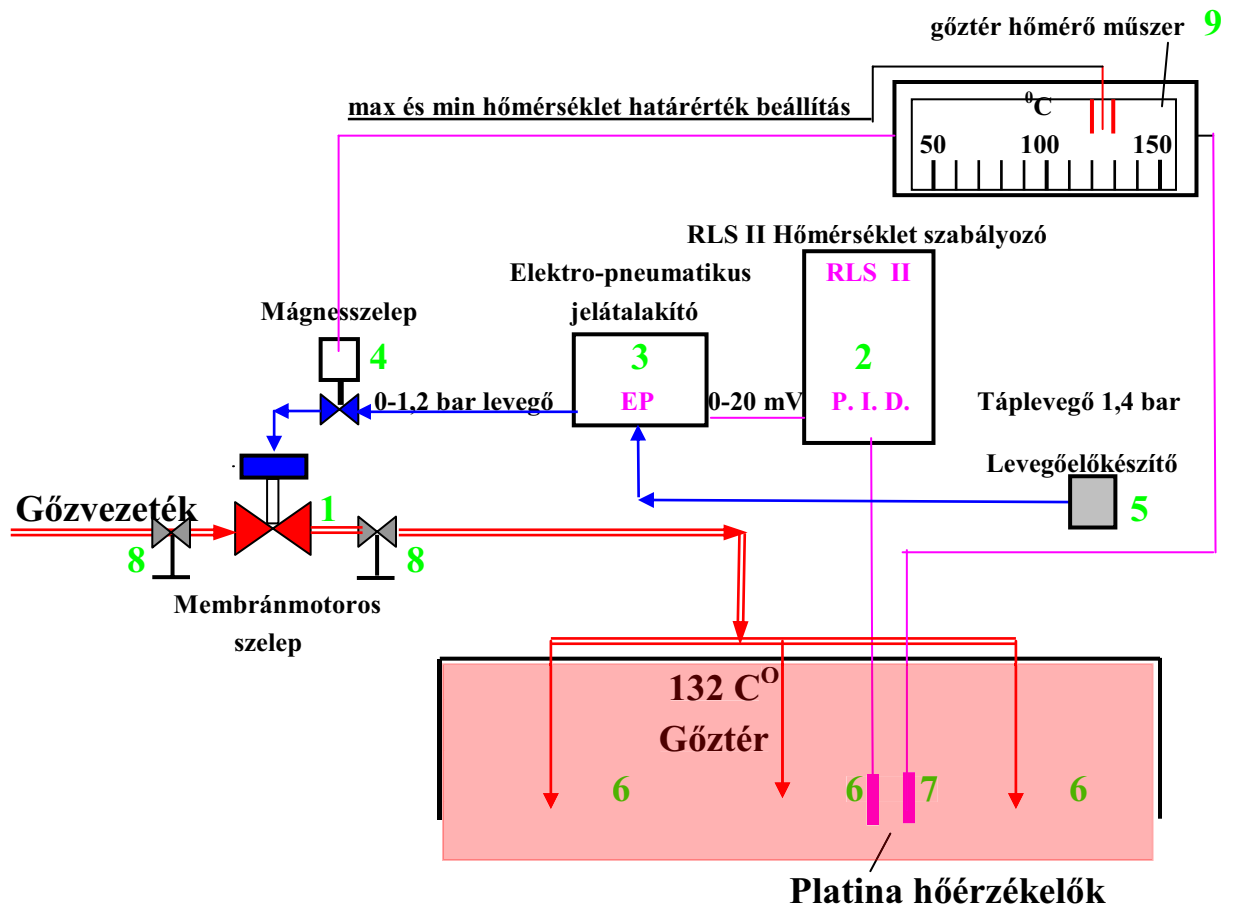 gőztér hőmérő műszer 9
max és min hőmérséklet határérték beállítás
⁰C
50 100 150
RLS II Hőmérséklet szabályozó
RLS II
2
P. I. D.
Elektro-pneumatikus
jelátalakító
3
EP
Mágnesszelep
4
0-1,2 bar levegő
0-20 mV
Táplevegő 1,4 bar
Levegőelőkészítő
5
Gőzvezeték
1
8
8
Membránmotoros
szelep
132 Cᴼ
Gőztér
6 6 7 6
Platina hőérzékelők